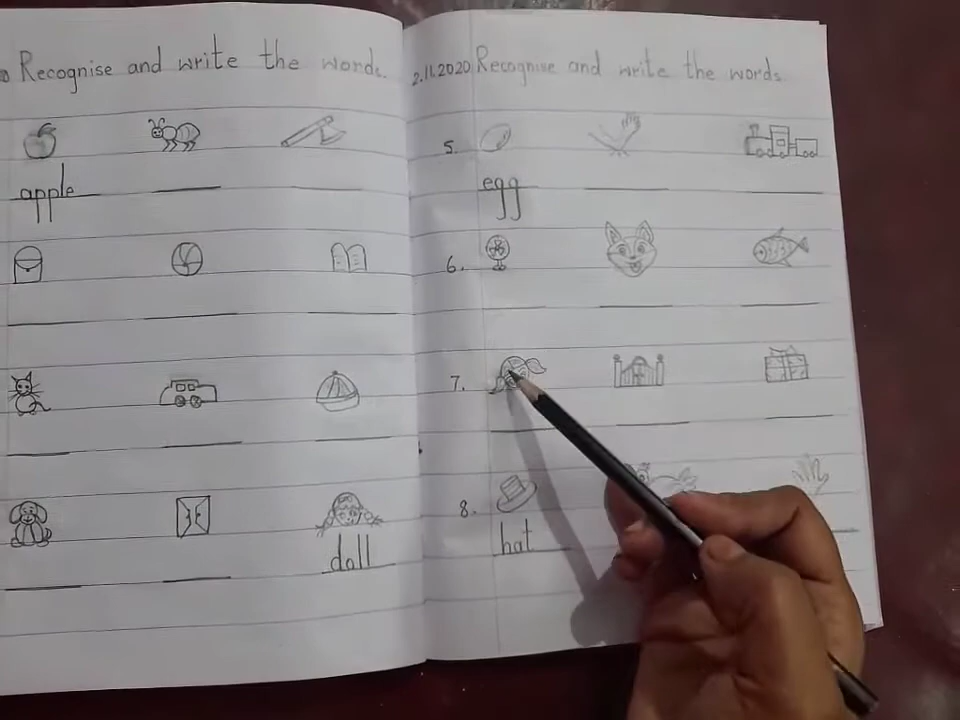 Recognise and write the words.
apple
doll
2.11.2020 Recognise and write the words.
5.
egg
6.
7.
8.
hat